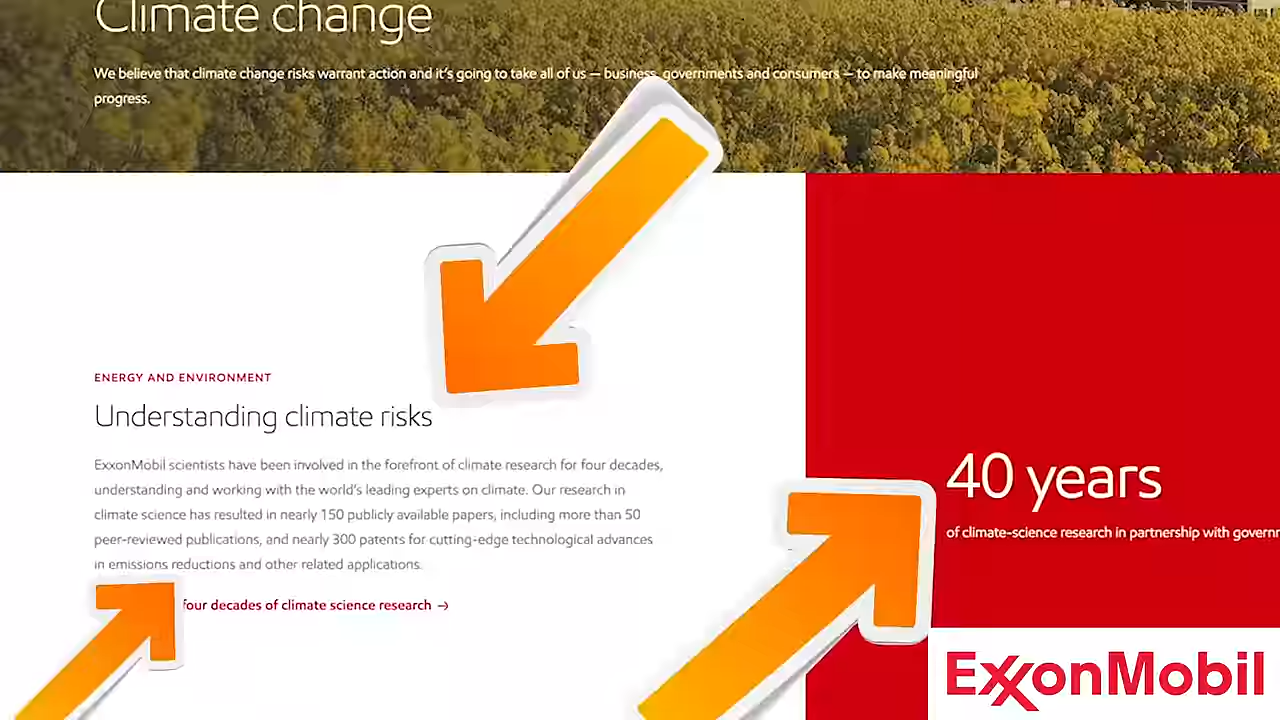 Climate change
We believe that climate change risks warrant action and it's going to take all of us — business, governments and consumers — to make meaningful
progress.
ENERGY AND ENVIRONMENT
Understanding climate risks
ExxonMobil scientists have been involved in the forefront of climate research for four decades,
understanding and working with the world's leading experts on climate. Our research in
climate science has resulted in nearly 150 publicly available papers, including more than 50
peer-reviewed publications, and nearly 300 patents for cutting-edge technological advances
in emissions reductions and other related applications.
four decades of climate science research →
40 years
of climate-science research in partnership with
ExxonMobil